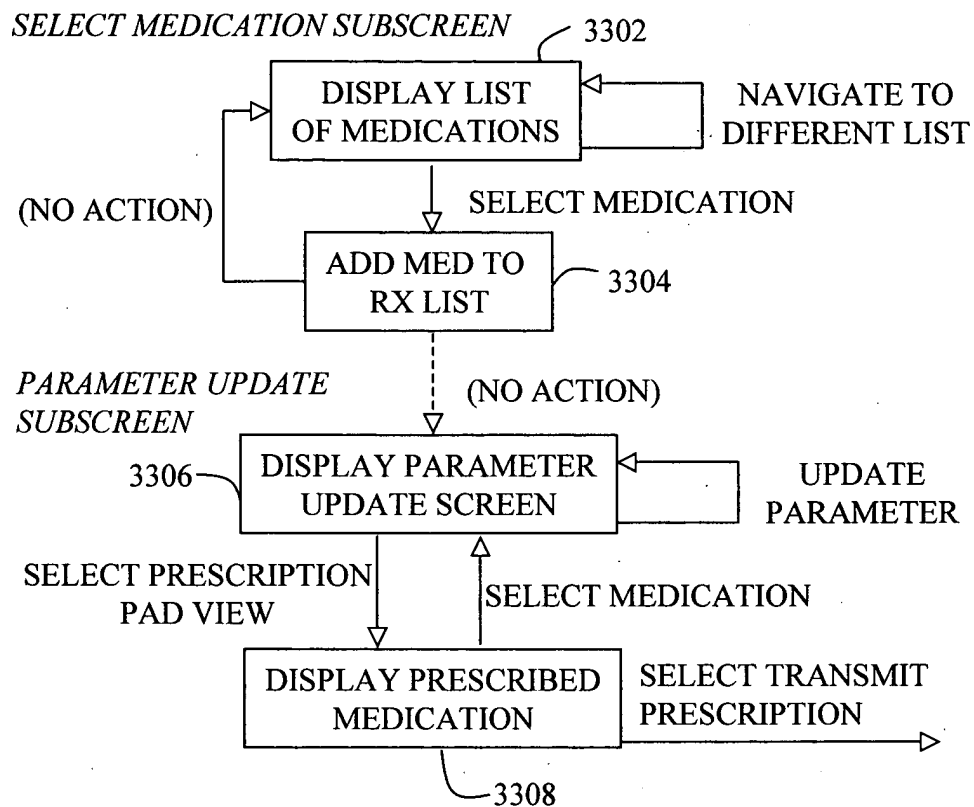 SELECT MEDICATION SUBSCREEN
3302
DISPLAY LIST
OF MEDICATIONS
NAVIGATE TO
DIFFERENT LIST
(NO ACTION)
SELECT MEDICATION
ADD MED TO
RX LIST
3304
PARAMETER UPDATE
SUBSCREEN
(NO ACTION)
3306
DISPLAY PARAMETER
UPDATE SCREEN
UPDATE
PARAMETER
SELECT PRESCRIPTION
PAD VIEW
SELECT MEDICATION
DISPLAY PRESCRIBED
MEDICATION
SELECT TRANSMIT
PRESCRIPTION
3308